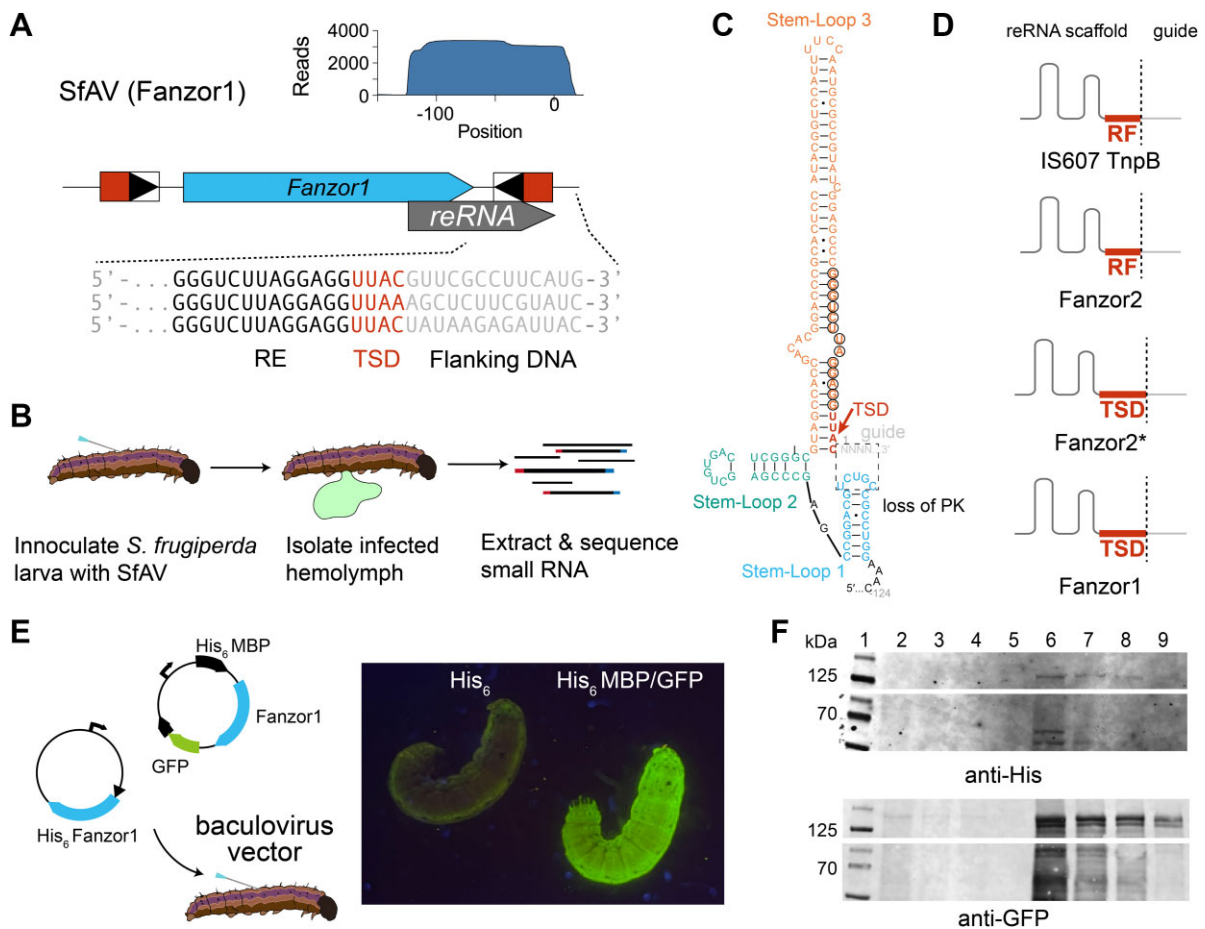 A
SfAV (Fanzor1)
Reads
4000
2000
0
-100
0
Position
Fanzor1
reRNA
5'-...GGGUCUUAGGAGGUUACGUUCGCCUUCAUG-3'
5'-...GGGUCUUAGGAGGUUAAAGCUCUUCGUAUC-3'
5'-...GGGUCUUAGGAGGUUACUAUAAGAGAUUAC-3'
RE
TSD
Flanking DNA
B
Innoculate S. frugiperda
larva with SfAV
Isolate infected
hemolymph
Extract & sequence
small RNA
C
Stem-Loop 3
TSD
guide
1
NNNN...3'
Stem-Loop 2
loss of PK
Stem-Loop 1
5'...C
-124
D
reRNA scaffold
guide
RF
IS607 TnpB
RF
Fanzor2
TSD
Fanzor2*
TSD
Fanzor1
E
His6 MBP
Fanzor1
GFP
His6 Fanzor1
baculovirus
vector
His6
His6 MBP/GFP
F
kDa
1 2 3 4 5 6 7 8 9
125
70
anti-His
125
70
anti-GFP